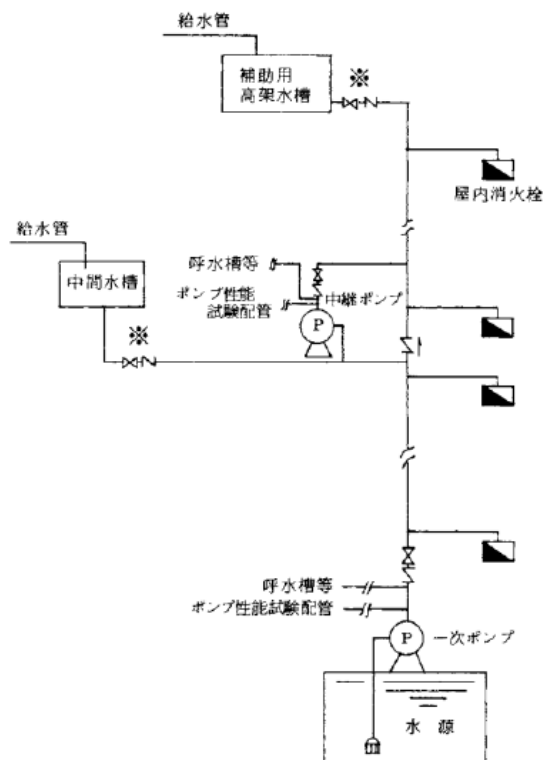 給水管
補助用
高架水槽
※
屋内消火栓
給水管
中間水槽
※
呼水槽等
ポンプ性能
試験配管
中継ポンプ
P
呼水槽等
ポンプ性能試験配管
P
一次ポンプ
水源